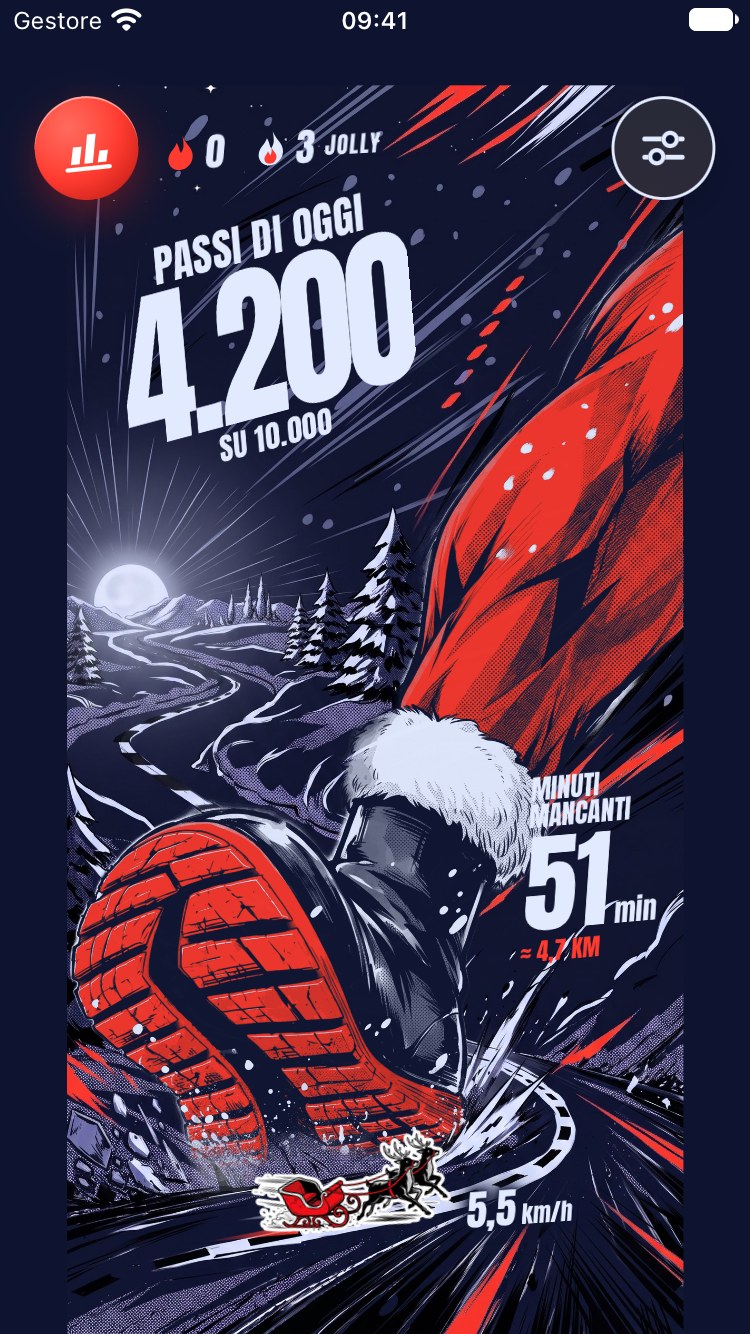 Gestore
09:41
0
3 JOLLY
PASSI DI OGGI
4.200
SU 10.000
MINUTI
MANCANTI
51 min
≈ 4,7 KM
5,5 km/h